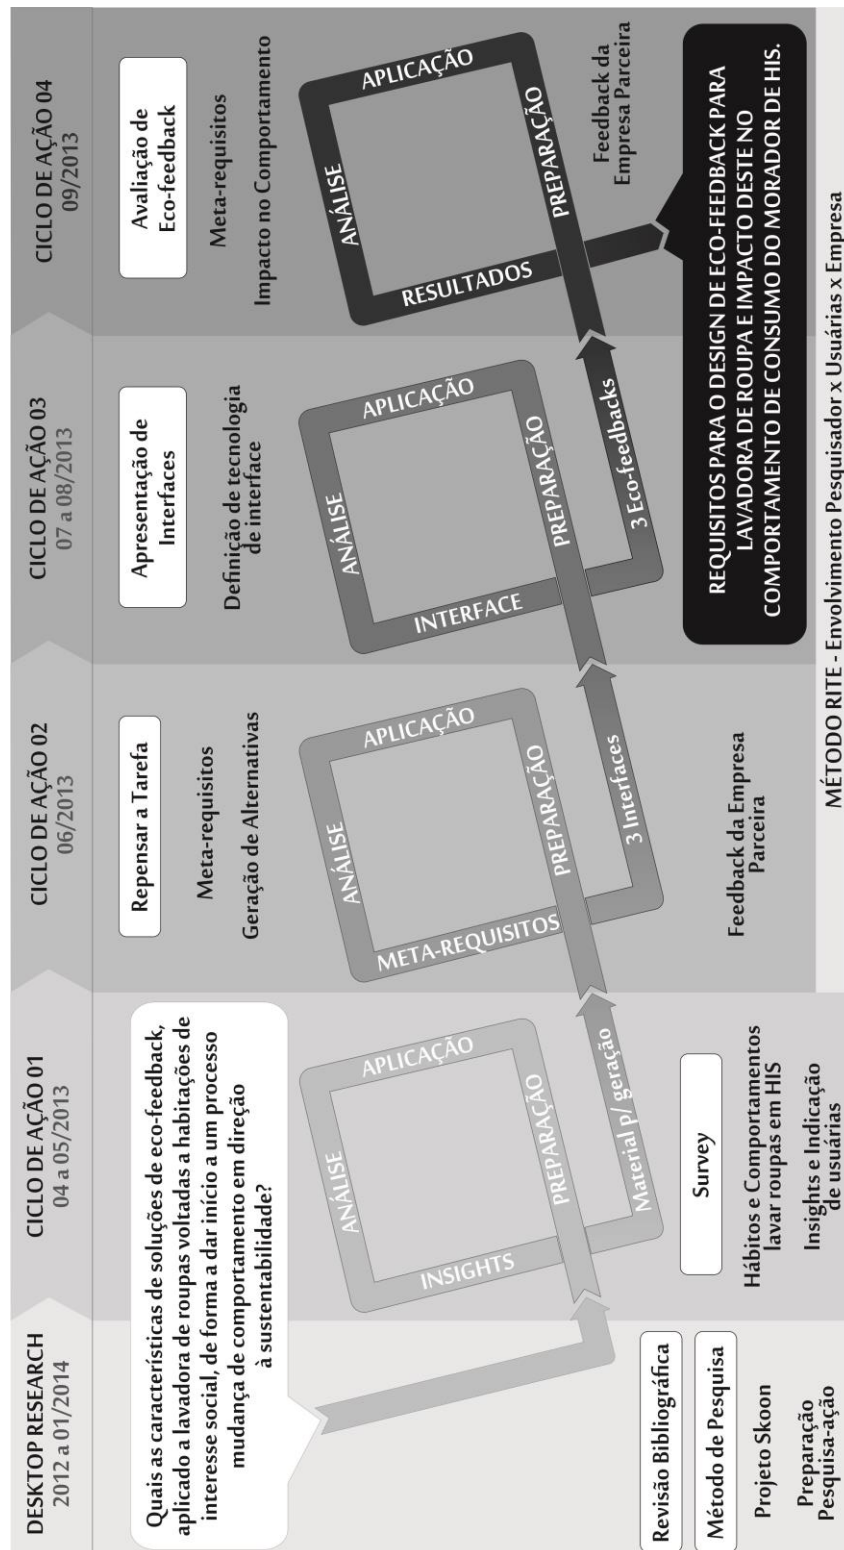 DESKTOP RESEARCH
2012 a 01/2014
CICLO DE AÇÃO 01
04 a 05/2013
CICLO DE AÇÃO 02
06/2013
CICLO DE AÇÃO 03
07 a 08/2013
CICLO DE AÇÃO 04
09/2013
Quais as características de soluções de eco-feedback,
aplicado a lavadora de roupas voltadas a habitações de
interesse social, de forma a dar início a um processo
mudança de comportamento em direção
à sustentabilidade?
Revisão Bibliográfica
Método de Pesquisa
Projeto Skoon
Preparação
Pesquisa-ação
ANÁLISE
APLICAÇÃO
PREPARAÇÃO
INSIGHTS
Material p/ geração
Survey
Hábitos e Comportamentos
lavar roupas em HIS
Insights e Indicação
de usuárias
Repensar a Tarefa
Meta-requisitos
Geração de Alternativas
ANÁLISE
APLICAÇÃO
PREPARAÇÃO
META-REQUISITOS
3 Interfaces
Feedback da Empresa
Parceira
Apresentação de
Interfaces
Definição de tecnologia
de interface
ANÁLISE
APLICAÇÃO
PREPARAÇÃO
INTERFACE
3 Eco-feedbacks
Avaliação de
Eco-feedback
Meta-requisitos
Impacto no Comportamento
ANÁLISE
APLICAÇÃO
PREPARAÇÃO
RESULTADOS
Feedback da
Empresa Parceira
REQUISITOS PARA O DESIGN DE ECO-FEEDBACK PARA
LAVADORA DE ROUPA E IMPACTO DESTE NO
COMPORTAMENTO DE CONSUMO DO MORADOR DE HIS.
MÉTODO RITE - Envolvimento Pesquisador x Usuárias x Empresa